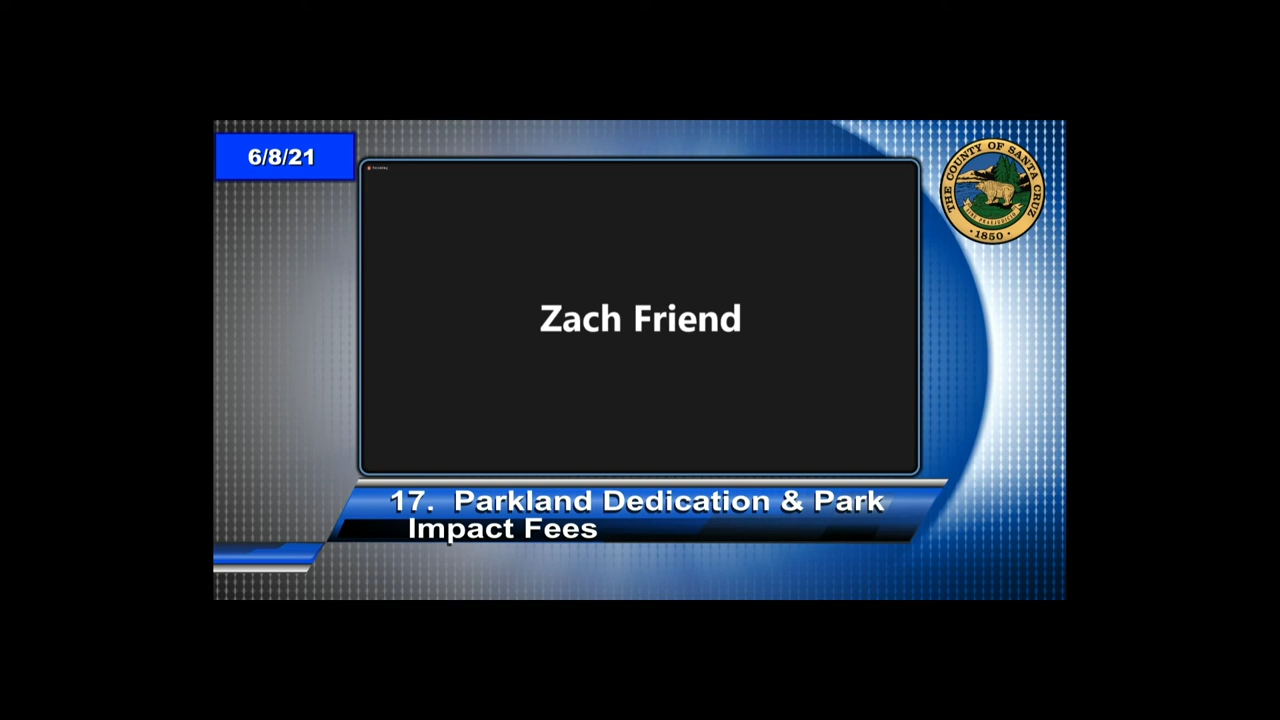 6/8/21
Zach Friend
THE COUNTY OF SANTA CRUZ
1850
17. Parkland Dedication & Park
Impact Fees